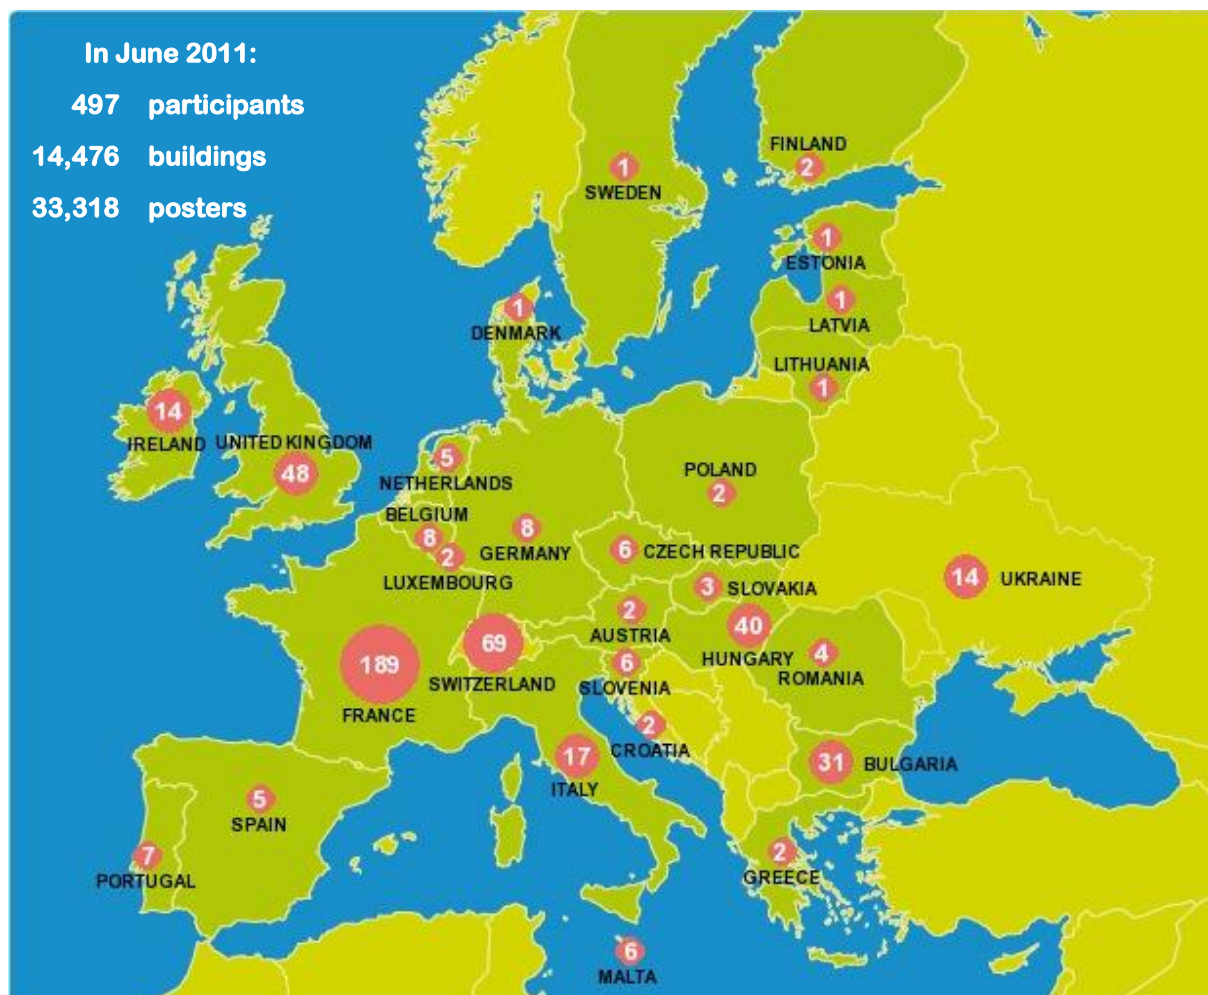 In June 2011:
497 participants
14,476 buildings
33,318 posters
FINLAND
2
1
SWEDEN
1
ESTONIA
1
LATVIA
1
DENMARK
LITHUANIA
1
14
IRELAND
UNITED KINGDOM
48
5
NETHERLANDS
POLAND
2
BELGIUM
8
8
GERMANY
2
LUXEMBOURG
6 CZECH REPUBLIC
3 SLOVAKIA
14 UKRAINE
2
AUSTRIA
40
HUNGARY
69
SWITZERLAND
189
FRANCE
6
SLOVENIA
4
ROMANIA
2
CROATIA
17
ITALY
31 BULGARIA
5
SPAIN
7
PORTUGAL
2
GREECE
6
MALTA